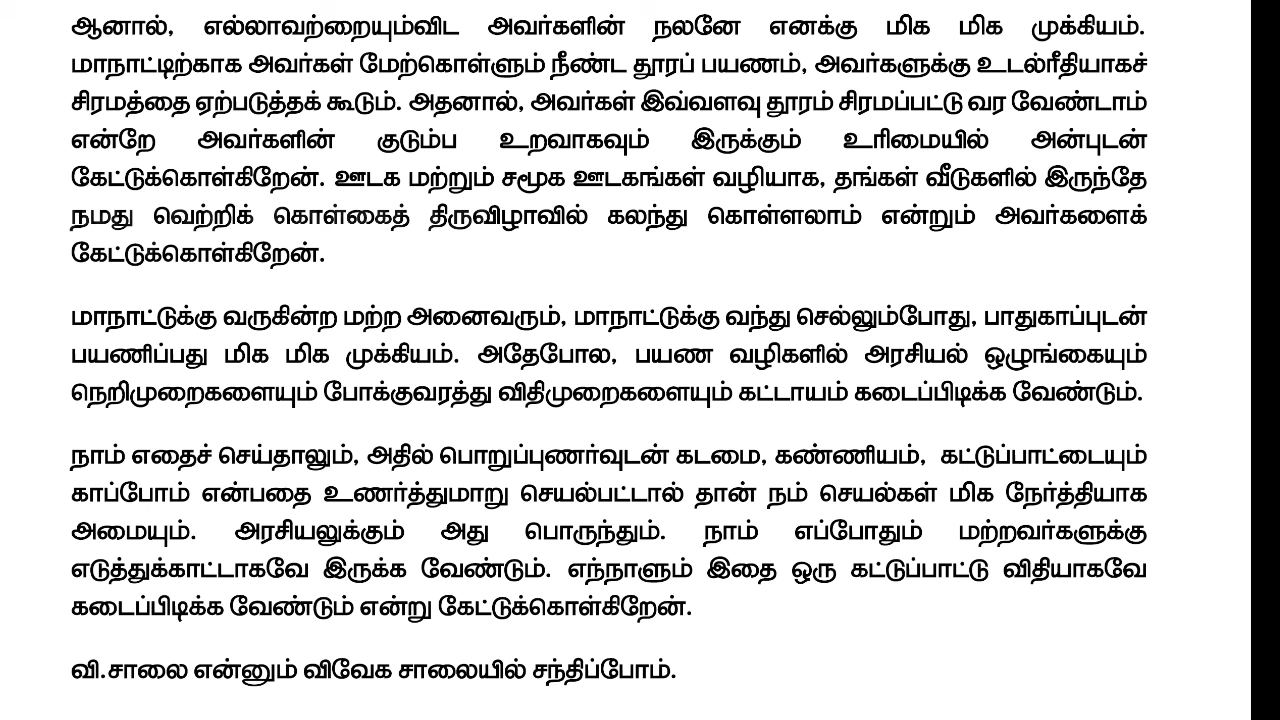 ஆனால், எல்லாவற்றையும்விட அவர்களின் நலனே எனக்கு மிக மிக முக்கியம்.
மாநாட்டிற்காக அவர்கள் மேற்கொள்ளும் நீண்ட தூரப் பயணம், அவர்களுக்கு உடல்ரீதியாகச்
சிரமத்தை ஏற்படுத்தக் கூடும். அதனால், அவர்கள் இவ்வளவு தூரம் சிரமப்பட்டு வர வேண்டாம்
என்றே அவர்களின் குடும்ப உறவாகவும் இருக்கும் உரிமையில் அன்புடன்
கேட்டுக்கொள்கிறேன். ஊடக மற்றும் சமூக ஊடகங்கள் வழியாக, தங்கள் வீடுகளில் இருந்தே
நமது வெற்றிக் கொள்கைத் திருவிழாவில் கலந்து கொள்ளலாம் என்றும் அவர்களைக்
கேட்டுக்கொள்கிறேன்.
மாநாட்டுக்கு வருகின்ற மற்ற அனைவரும், மாநாட்டுக்கு வந்து செல்லும்போது, பாதுகாப்புடன்
பயணிப்பது மிக மிக முக்கியம். அதேபோல, பயண வழிகளில் அரசியல் ஒழுங்கையும்
நெறிமுறைகளையும் போக்குவரத்து விதிமுறைகளையும் கட்டாயம் கடைப்பிடிக்க வேண்டும்.
நாம் எதைச் செய்தாலும், அதில் பொறுப்புணர்வுடன் கடமை, கண்ணியம், கட்டுப்பாட்டையும்
காப்போம் என்பதை உணர்த்துமாறு செயல்பட்டால் தான் நம் செயல்கள் மிக நேர்த்தியாக
அமையும். அரசியலுக்கும் அது பொருந்தும். நாம் எப்போதும் மற்றவர்களுக்கு
எடுத்துக்காட்டாகவே இருக்க வேண்டும். எந்நாளும் இதை ஒரு கட்டுப்பாட்டு விதியாகவே
கடைப்பிடிக்க வேண்டும் என்று கேட்டுக்கொள்கிறேன்.
வி.சாலை என்னும் விவேக சாலையில் சந்திப்போம்.